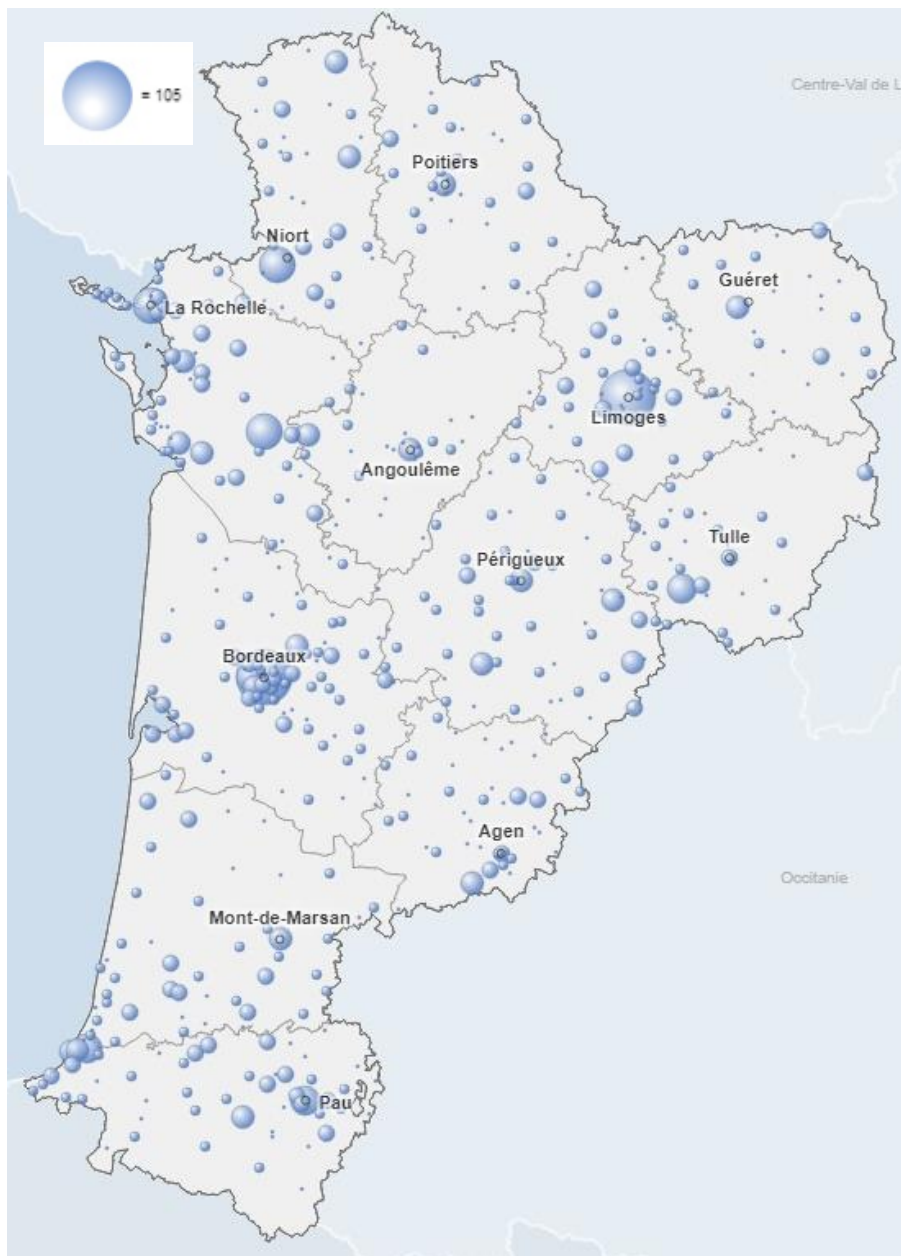 = 105
Centre-Val de L
Poitiers
Niort
Guéret
La Rochelle
Limoges
Angoulême
Tulle
Périgueux
Bordeaux
Agen
Occitanie
Mont-de-Marsan
Pau